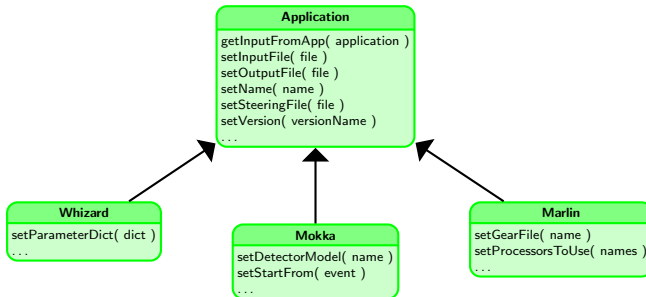 Application
getInputFromApp( application )
setInputFile( file )
setOutputFile( file )
setName( name )
setSteeringFile( file )
setVersion( versionName )
...
Whizard
setParameterDict( dict )
...
Mokka
setDetectorModel( name )
setStartFrom( event )
...
Marlin
setGearFile( name )
setProcessorsToUse( names )
...